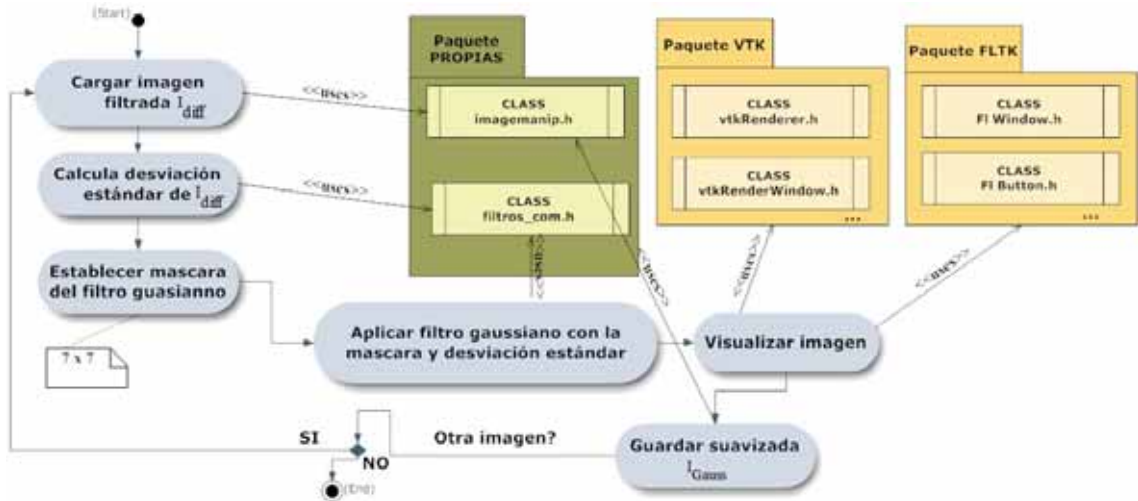 (Start)
Cargar imagen
filtrada I diff
Calcula desviación
estándar de I diff
Establecer mascara
del filtro guasianno
7 x 7
Aplicar filtro gaussiano con la
mascara y desviación estándar
Visualizar imagen
Guardar suavizada
I Gauss
Otra imagen?
SI
NO
(End)
<<uses>>
<<uses>>
<<uses>>
<<uses>>
<<uses>>
<<uses>>
Paquete
PROPIAS
CLASS
imagemanip.h
CLASS
filtros_com.h
Paquete VTK
CLASS
vtkRenderer.h
CLASS
vtkRenderWindow.h
...
Paquete FLTK
CLASS
Fl Window.h
CLASS
Fl Button.h
...